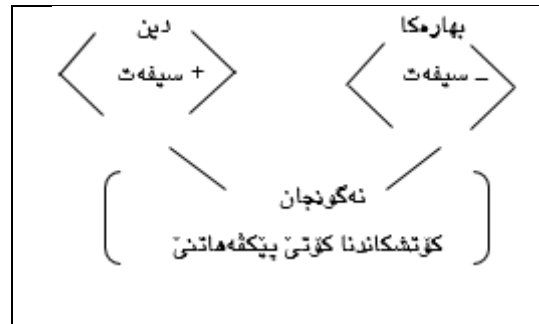 دین بهارەکا
+ سیفەت – سیفەت
نەگونجان
کۆتشکاندنا کۆتێ پێکڤەهاتنێ